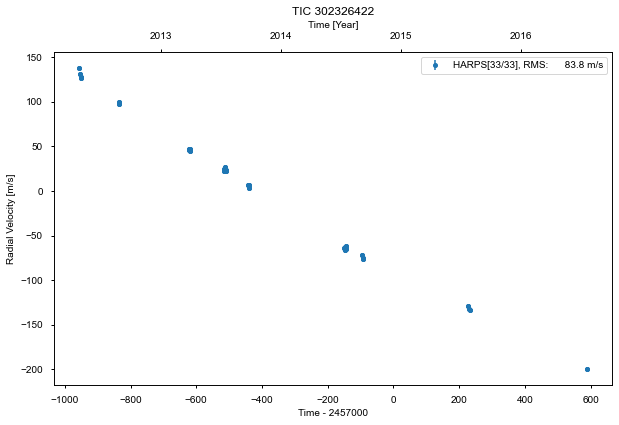 TIC 302326422
Time [Year]
2013 2014 2015 2016
HARPS[33/33], RMS: 83.8 m/s
150
100
50
0
−50
−100
−150
−200
Radial Velocity [m/s]
−1000 −800 −600 −400 −200 0 200 400 600
Time - 2457000